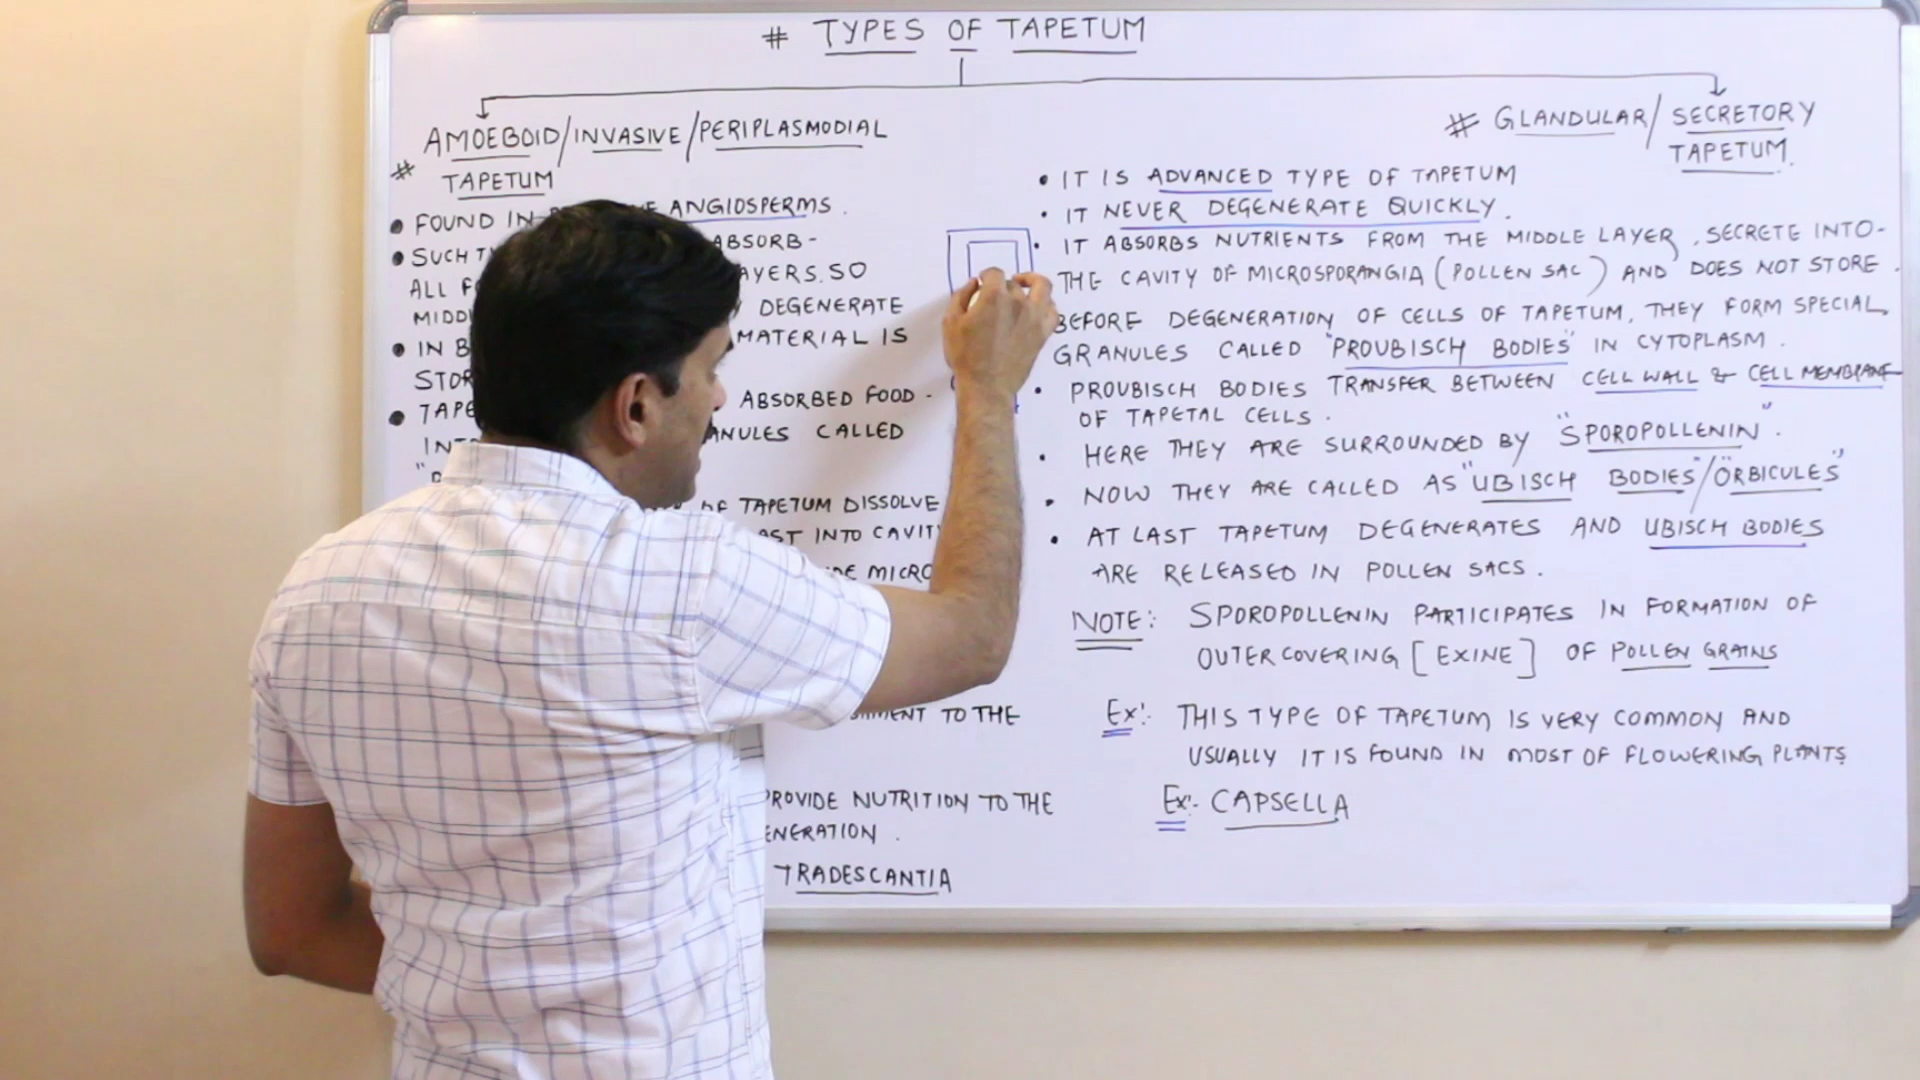 # TYPES OF TAPETUM
# AMOEBOID/INVASIVE/PERIPLASMODIAL
TAPETUM
• FOUND IN ANGIOSPERMS.
• SUCH ABSORB-
ALL LAYERS. SO
DEGENERATE
• IN MATERIAL IS
• ABSORBED FOOD-
GRANULES CALLED
OF TAPETUM DISSOLVE
INTO CAVITY
TO THE
PROVIDE NUTRITION TO THE
TRADESCANTIA
# GLANDULAR/SECRETORY
TAPETUM.
• IT IS ADVANCED TYPE OF TAPETUM
• IT NEVER DEGENERATE QUICKLY.
• IT ABSORBS NUTRIENTS FROM THE MIDDLE LAYER, SECRETE INTO-
THE CAVITY OF MICROSPORANGIA (POLLEN SAC) AND DOES NOT STORE.
BEFORE DEGENERATION OF CELLS OF TAPETUM, THEY FORM SPECIAL
GRANULES CALLED "PROUBISCH BODIES" IN CYTOPLASM.
• PROUBISCH BODIES TRANSFER BETWEEN CELL WALL & CELL MEMBRANE
OF TAPETAL CELLS.
• HERE THEY ARE SURROUNDED BY "SPOROPOLLENIN".
• NOW THEY ARE CALLED AS "UBISCH BODIES"/"ORBICULES"
• AT LAST TAPETUM DEGENERATES AND UBISCH BODIES
ARE RELEASED IN POLLEN SACS.
NOTE: SPOROPOLLENIN PARTICIPATES IN FORMATION OF
OUTER COVERING [EXINE] OF POLLEN GRAINS
Ex:- THIS TYPE OF TAPETUM IS VERY COMMON AND
USUALLY IT IS FOUND IN MOST OF FLOWERING PLANTS
Ex:- CAPSELLA